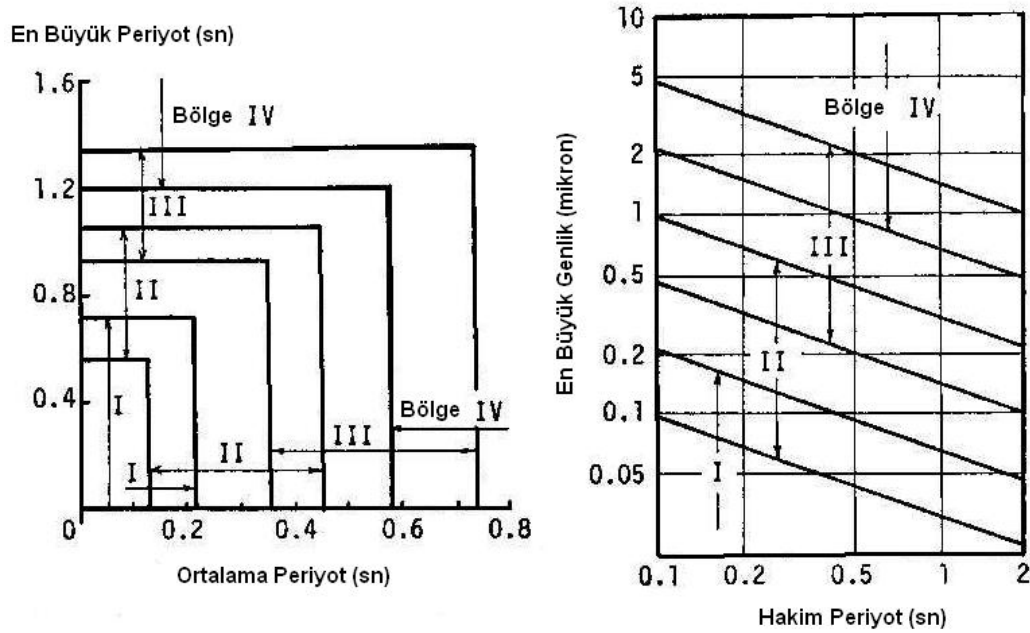 En Büyük Periyot (sn)
1.6
Bölge IV
1.2
III
II
0.8
I
0.4
Bölge IV
III
II
I
0
0
0.2
0.4
0.6
0.8
Ortalama Periyot (sn)
En Büyük Genlik (mikron)
10
5
Bölge IV
2
1
III
0.5
II
0.2
0.1
I
0.05
0.1
0.2
0.5
1
2
Hakim Periyot (sn)